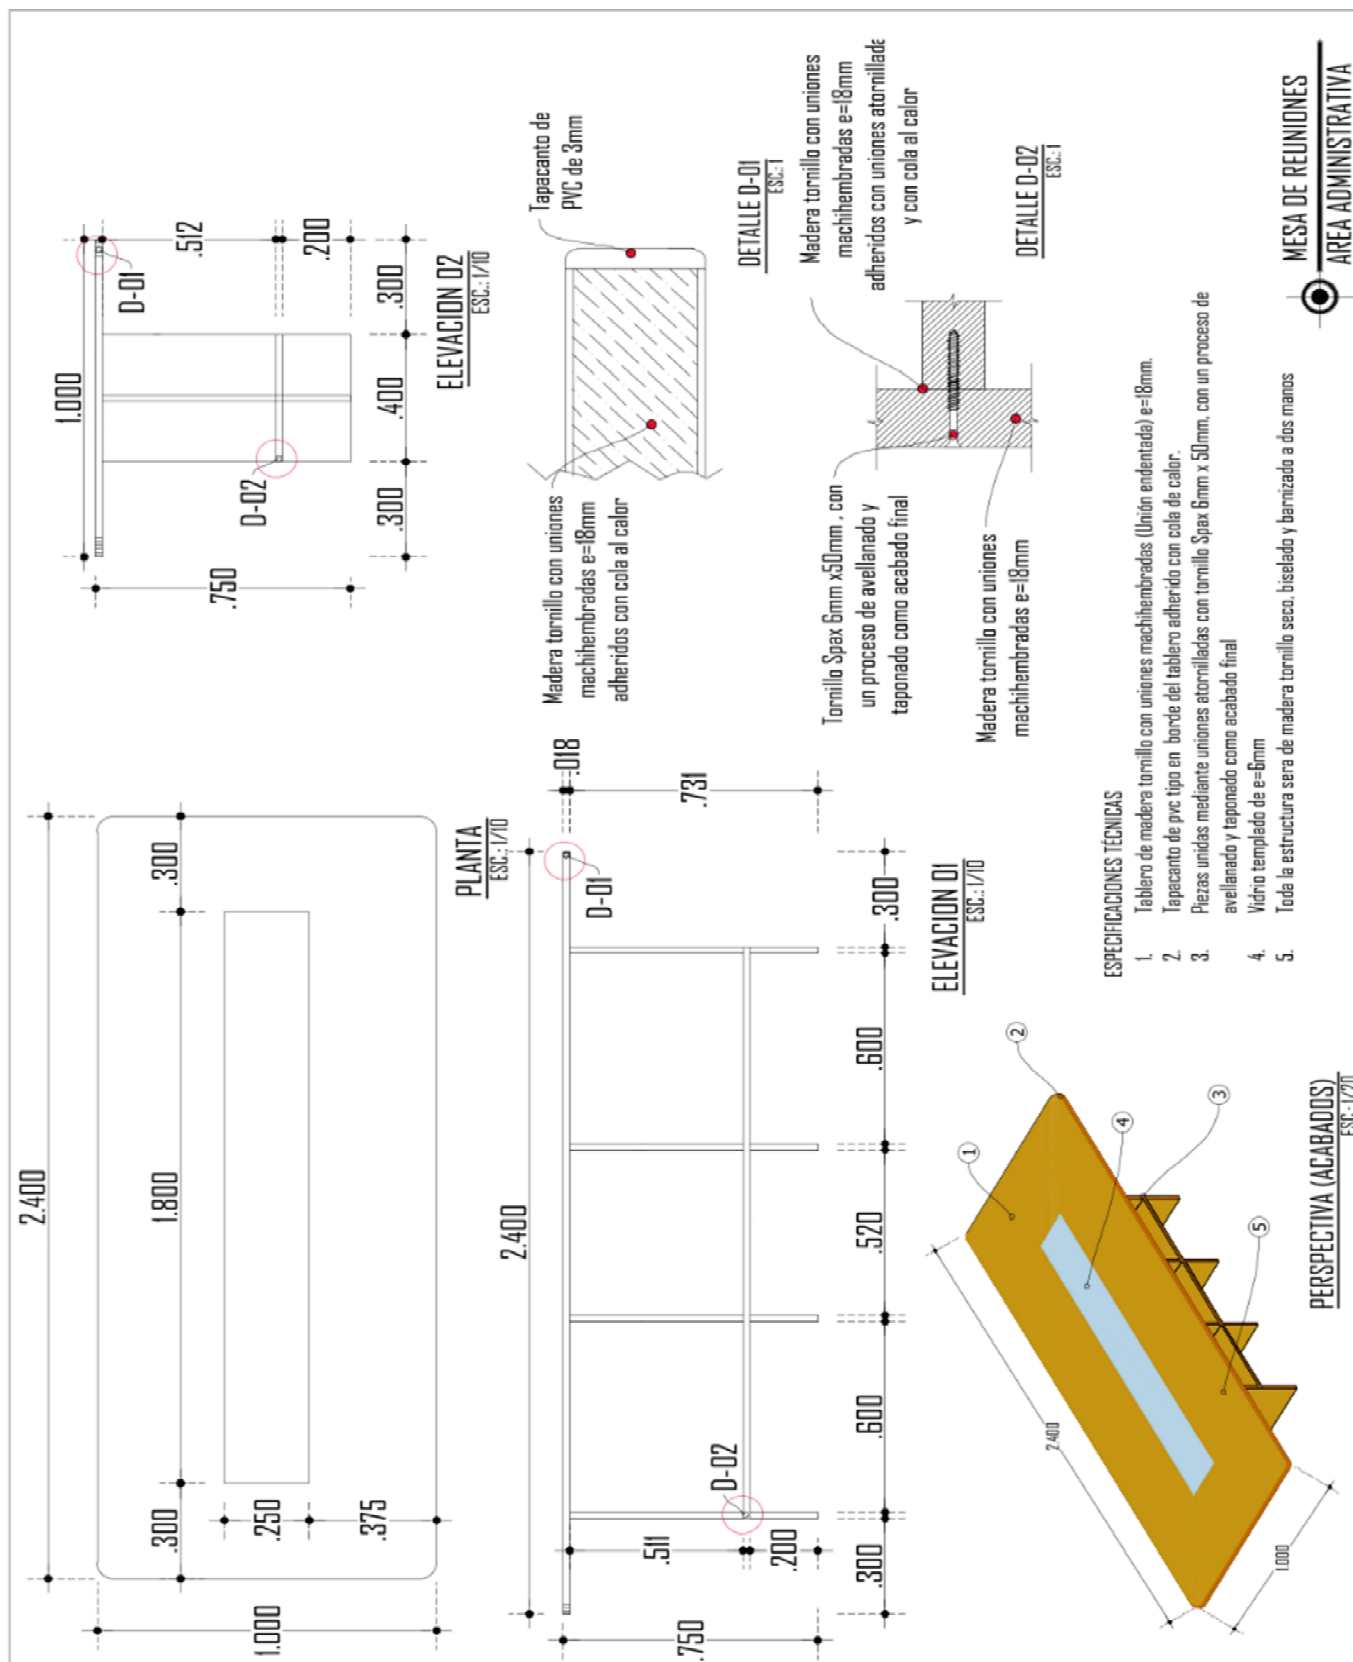 2.400
.300
1.800
.300
.250
.375
1.000
PLANTA
ESC.: 1/10
1.000
D-01
.512
.200
D-02
.750
.300
.400
.300
ELEVACION 02
ESC.: 1/10
2.400
.018
.731
D-01
D-02
.511
.200
.750
.300
.600
.520
.600
.300
ELEVACION 01
ESC.: 1/10
Tapacanto de
PVC de 3mm
Madera tornillo con uniones
machihembradas e=18mm
adheridos con cola al calor
DETALLE D-01
ESC.: 1
Madera tornillo con uniones
machihembradas e=18mm
adheridos con uniones atornillada
y con cola al calor
Tornillo Spax 6mm x50mm , con
un proceso de avellanado y
taponado como acabado final
Madera tornillo con uniones
machihembradas e=18mm
DETALLE D-02
ESC.: 1
2.400
1.000
1
2
3
4
5
PERSPECTIVA (ACABADOS)
ESC.: 1/20
ESPECIFICACIONES TÉCNICAS
1. Tablero de madera tornillo con uniones machihembradas (Unión endentada) e=18mm.
2. Tapacanto de pvc tipo en borde del tablero adherido con cola de calor.
3. Piezas unidas mediante uniones atornilladas con tornillo Spax 6mm x 50mm, con un proceso de
avellanado y taponado como acabado final
4. Vidrio templado de e=6mm
5. Toda la estructura sera de madera tornillo seco, biselado y barnizado a dos manos
MESA DE REUNIONES
AREA ADMINISTRATIVA